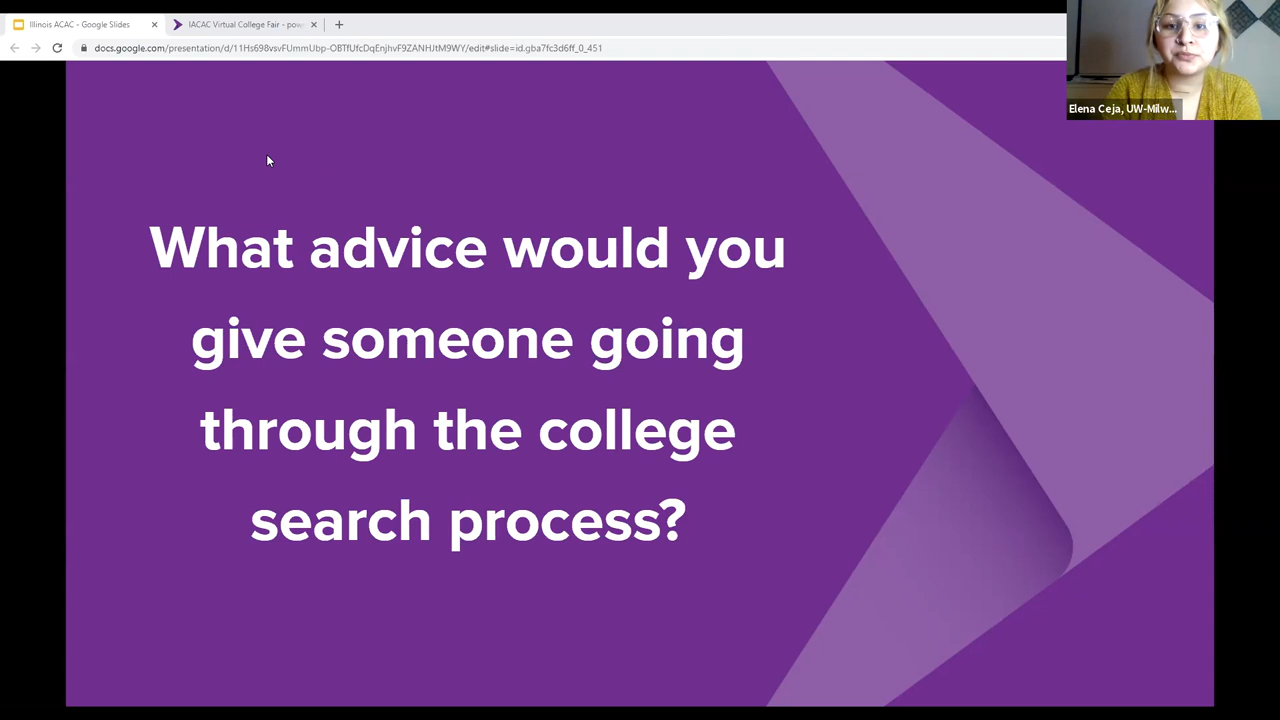 Illinois ACAC - Google Slides
IACAC Virtual College Fair - pow
docs.google.com/presentation/d/11Hs698vsvFUmmUbp-OBTfUfcDqEnjhvF9ZANHJtM9WY/edit#slide=id.gba7fc3d6ff_0_451
Elena Ceja, UW-Milw...
What advice would you
give someone going
through the college
search process?